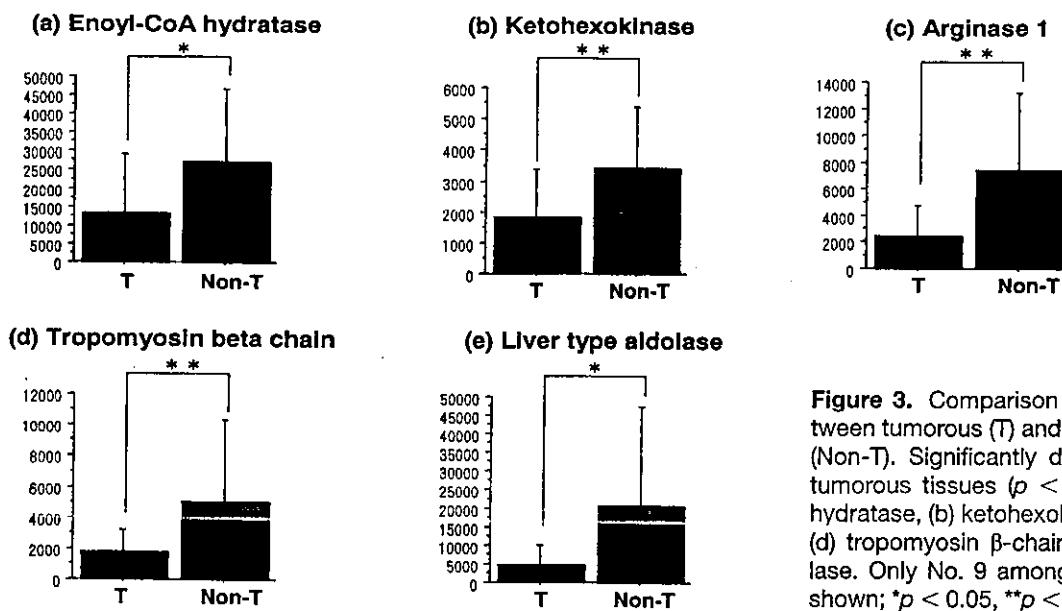 (a) Enoyl-CoA hydratase
*
50000
45000
40000
35000
30000
25000
20000
15000
10000
5000
0
T Non-T
(b) Ketohexokinase
**
6000
5000
4000
3000
2000
1000
0
T Non-T
(c) Arginase 1
**
14000
12000
10000
8000
6000
4000
2000
0
T Non-T
(d) Tropomyosin beta chain
**
12000
10000
8000
6000
4000
2000
0
T Non-T
(e) Liver type aldolase
*
50000
45000
40000
35000
30000
25000
20000
15000
10000
5000
0
T Non-T
Figure 3. Comparison
tween tumorous (T) and
(Non-T). Significantly d
tumorous tissues (p <
hydratase, (b) ketohexol
(d) tropomyosin β-chain
lase. Only No. 9 among
shown; *p < 0.05, **p <